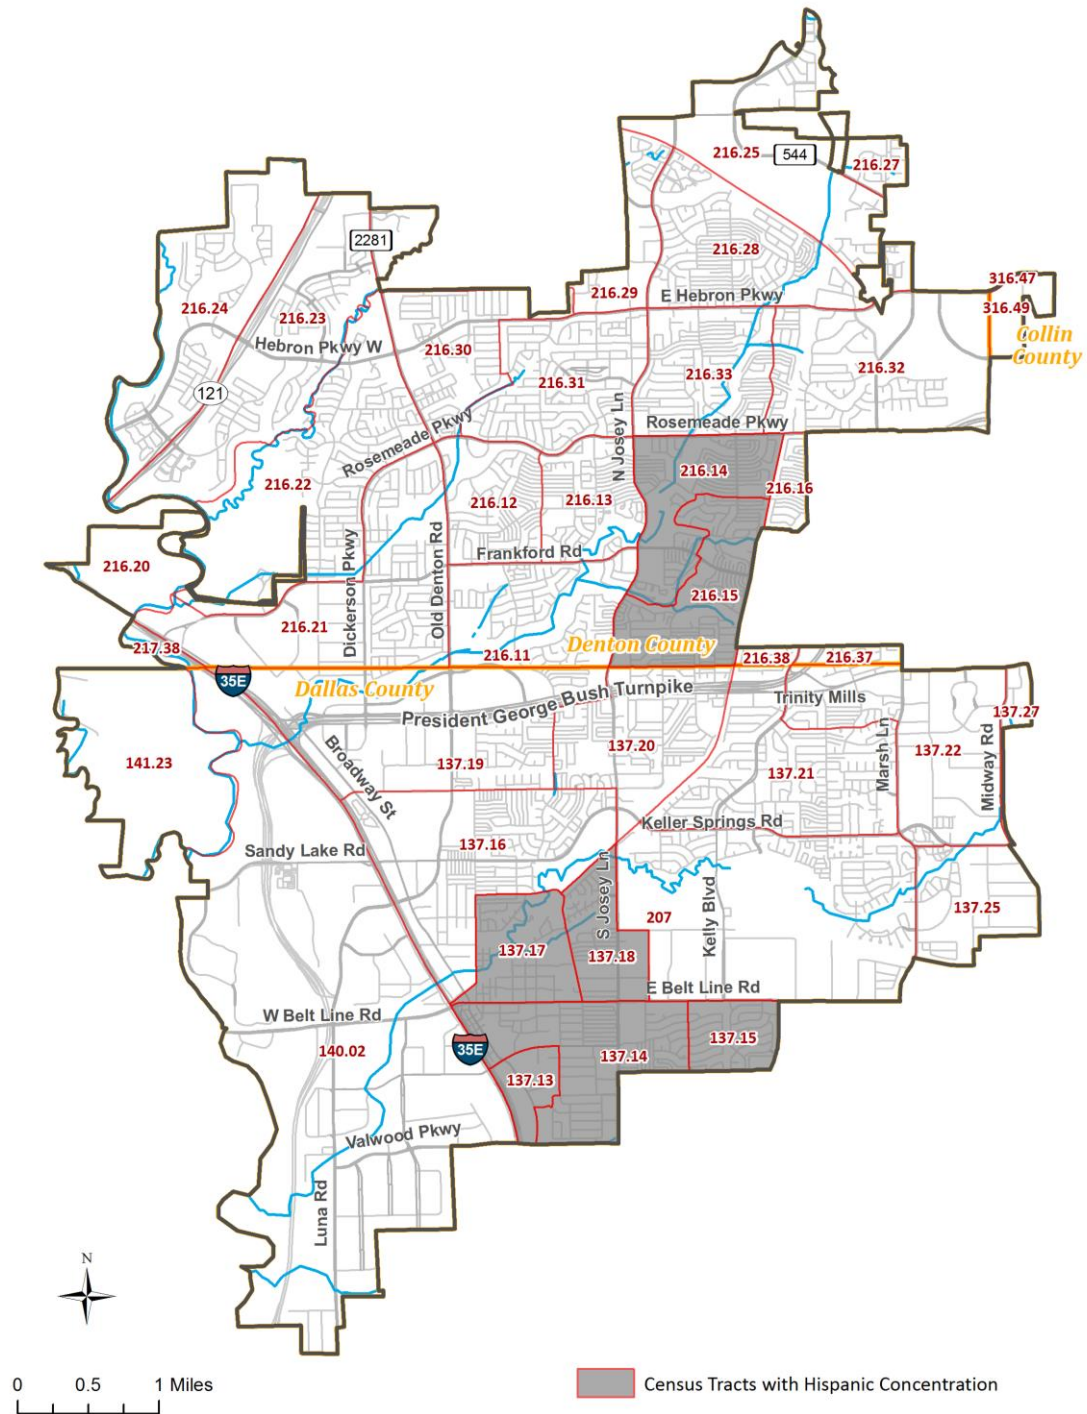 216.25
544
216.27
2281
216.28
216.24
216.23
216.29
E Hebron Pkwy
316.47
316.49
Collin
County
Hebron Pkwy W
216.30
216.31
216.33
216.32
121
N Josey Ln
Rosemeade Pkwy
Rosemeade Pkwy
216.22
216.12
216.13
216.14
216.16
216.20
Dickerson Pkwy
Old Denton Rd
Frankford Rd
216.15
216.21
217.38
216.11
Denton County
216.38
216.37
35E
Dallas County
President George Bush Turnpike
Trinity Mills
137.27
141.23
Broadway St
137.19
137.20
137.21
Marsh Ln
137.22
Midway Rd
Keller Springs Rd
Sandy Lake Rd
137.16
S Josey Ln
207
Kelly Blvd
137.25
137.17
137.18
E Belt Line Rd
W Belt Line Rd
140.02
35E
137.14
137.15
137.13
Valwood Pkwy
Luna Rd
N
0 0.5 1 Miles
Census Tracts with Hispanic Concentration